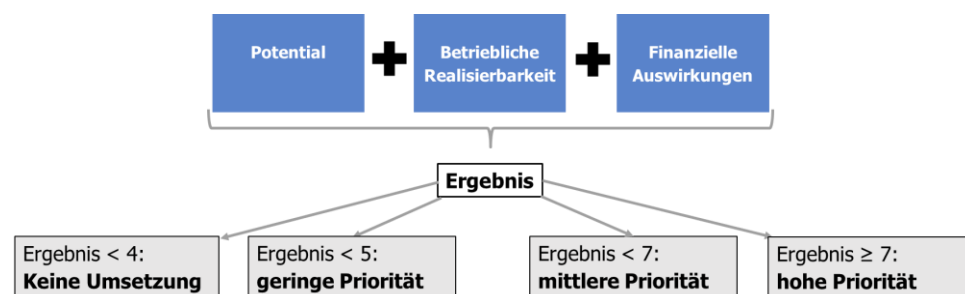 Potential
Betriebliche
Realisierbarkeit
Finanzielle
Auswirkungen
Ergebnis
Ergebnis < 4:
Keine Umsetzung
Ergebnis < 5:
geringe Priorität
Ergebnis < 7:
mittlere Priorität
Ergebnis ≥ 7:
hohe Priorität